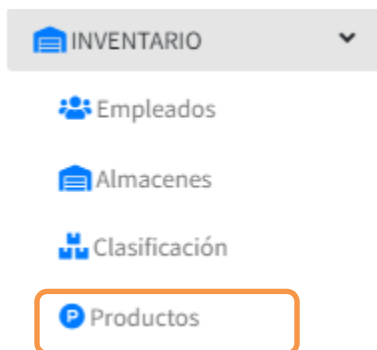 INVENTARIO
Empleados
Almacenes
Clasificación
P Productos